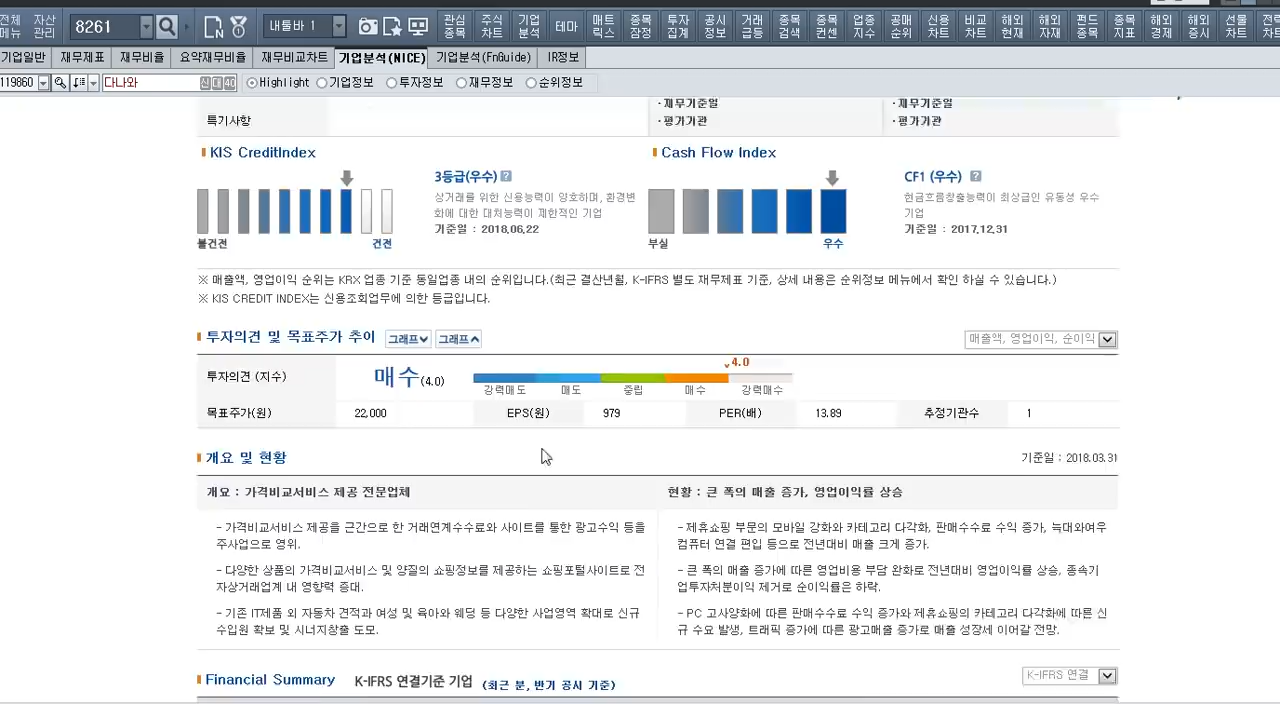 전체 메뉴 자산 관리 8261 내툴바 1 관심 종목 주식 차트 기업 분석 테마 매트릭스 종목 잠정 투자 집계 공시 정보 거래 급등 종목 검색 종목 컨센 업종 지수 공매 순위 신용 차트 비교 차트 해외 현재 해외 자재 펀드 종목 종목 지표 해외 경제 해외 증시 선물 차트
기업일반 재무제표 재무비율 요약재무비율 재무비교차트 기업분석(NICE) 기업분석(FnGuide) IR정보
119860 다나와 신 대 40 Highlight 기업정보 투자정보 재무정보 순위정보
·재무기준일 ·재무기준일
특기사항 ·평가기관 ·평가기관
KIS CreditIndex Cash Flow Index
3등급(우수) ? CF1 (우수) ?
상거래를 위한 신용능력이 양호하며, 환경변 현금흐름창출능력이 최상급인 유동성 우수
화에 대한 대처능력이 제한적인 기업 기업
기준일 : 2018.06.22 기준일 : 2017.12.31
불건전 건전 부실 우수
※ 매출액, 영업이익 순위는 KRX 업종 기준 동일업종 내의 순위입니다.(최근 결산년월, K-IFRS 별도 재무제표 기준, 상세 내용은 순위정보 메뉴에서 확인 하실 수 있습니다.)
※ KIS CREDIT INDEX는 신용조회업무에 의한 등급입니다.
투자의견 및 목표주가 추이 그래프 그래프 매출액, 영업이익, 순이익
4.0
투자의견 (지수) 매수(4.0)
강력매도 매도 중립 매수 강력매수
목표주가(원) 22,000 EPS(원) 979 PER(배) 13.89 추정기관수 1
개요 및 현황 기준일 : 2018.03.31
개요 : 가격비교서비스 제공 전문업체 현황 : 큰 폭의 매출 증가, 영업이익률 상승
- 가격비교서비스 제공을 근간으로 한 거래연계수수료와 사이트를 통한 광고수익 등을
주사업으로 영위.
- 다양한 상품의 가격비교서비스 및 양질의 쇼핑정보를 제공하는 쇼핑포털사이트로 전
자상거래업계 내 영향력 증대.
- 기존 IT제품 외 자동차 견적과 여성 및 육아와 웨딩 등 다양한 사업영역 확대로 신규
수입원 확보 및 시너지창출 도모.
- 제휴쇼핑 부문의 모바일 강화와 카테고리 다각화, 판매수수료 수익 증가, 늑대와여우
컴퓨터 연결 편입 등으로 전년대비 매출 크게 증가.
- 큰 폭의 매출 증가에 따른 영업비용 부담 완화로 전년대비 영업이익률 상승, 종속기
업투자처분이익 제거로 순이익률은 하락.
- PC 고사양화에 따른 판매수수료 수익 증가와 제휴쇼핑의 카테고리 다각화에 따른 신
규 수요 발생, 트래픽 증가에 따른 광고매출 증가로 매출 성장세 이어갈 전망.
Financial Summary K-IFRS 연결기준 기업 (최근 분, 반기 공시 기준) K-IFRS 연결